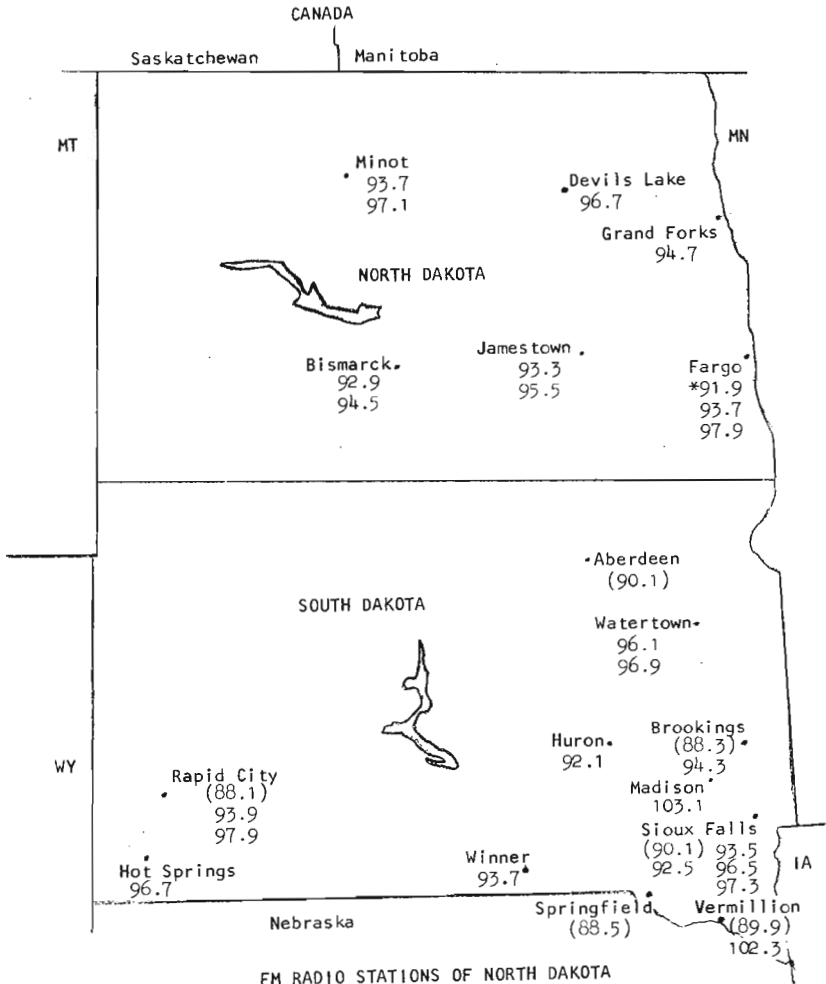 CANADA
Saskatchewan Manitoba
MT
MN
Minot
93.7
97.1
Devils Lake
96.7
Grand Forks
94.7
NORTH DAKOTA
Bismarck
92.9
94.5
Jamestown
93.3
95.5
Fargo
*91.9
93.7
97.9
Aberdeen
(90.1)
SOUTH DAKOTA
Watertown
96.1
96.9
Huron
92.1
Brookings
(88.3)
94.3
WY
Rapid City
(88.1)
93.9
97.9
Madison
103.1
Sioux Falls
(90.1) 93.5
92.5 96.5
97.3
IA
Hot Springs
96.7
Winner
93.7
Nebraska
Springfield
(88.5)
Vermillion
(89.9)
102.3
FM RADIO STATIONS OF NORTH DAKOTA